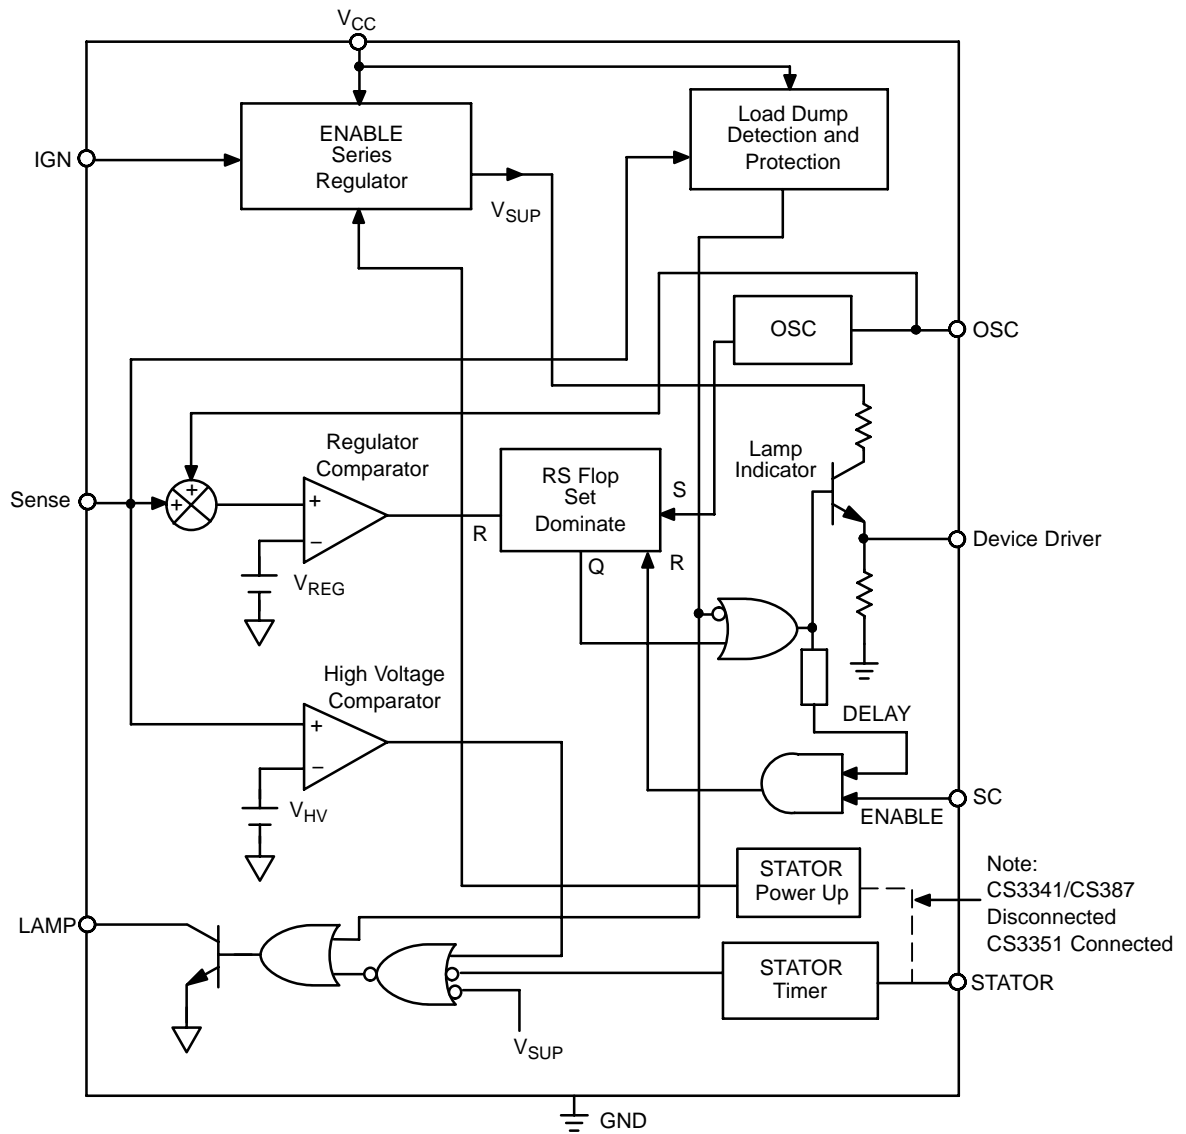 VCC
IGN
ENABLE
Series
Regulator
VSUP
Load Dump
Detection and
Protection
OSC
OSC
Sense
+
+
Regulator
Comparator
+
−
VREG
R
RS Flop
Set
Dominate
S
Q
R
Lamp
Indicator
Device Driver
High Voltage
Comparator
+
−
VHV
DELAY
ENABLE
SC
STATOR
Power Up
Note:
CS3341/CS387
Disconnected
CS3351 Connected
LAMP
STATOR
Timer
STATOR
VSUP
GND